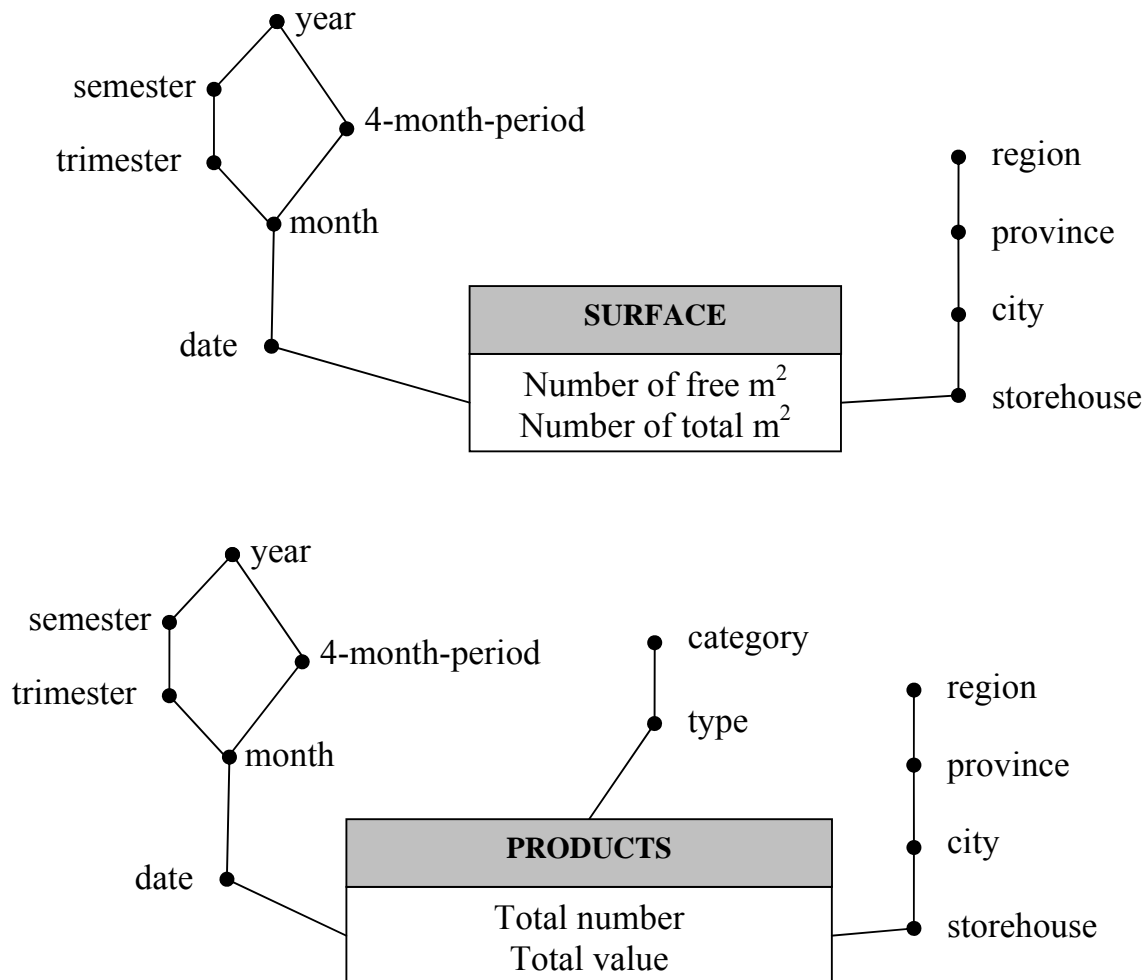 year
semester
4-month-period
trimester
region
month
province
SURFACE
city
date
Number of free m²
storehouse
Number of total m²
year
semester
category
4-month-period
region
trimester
type
month
province
PRODUCTS
city
date
Total number
storehouse
Total value